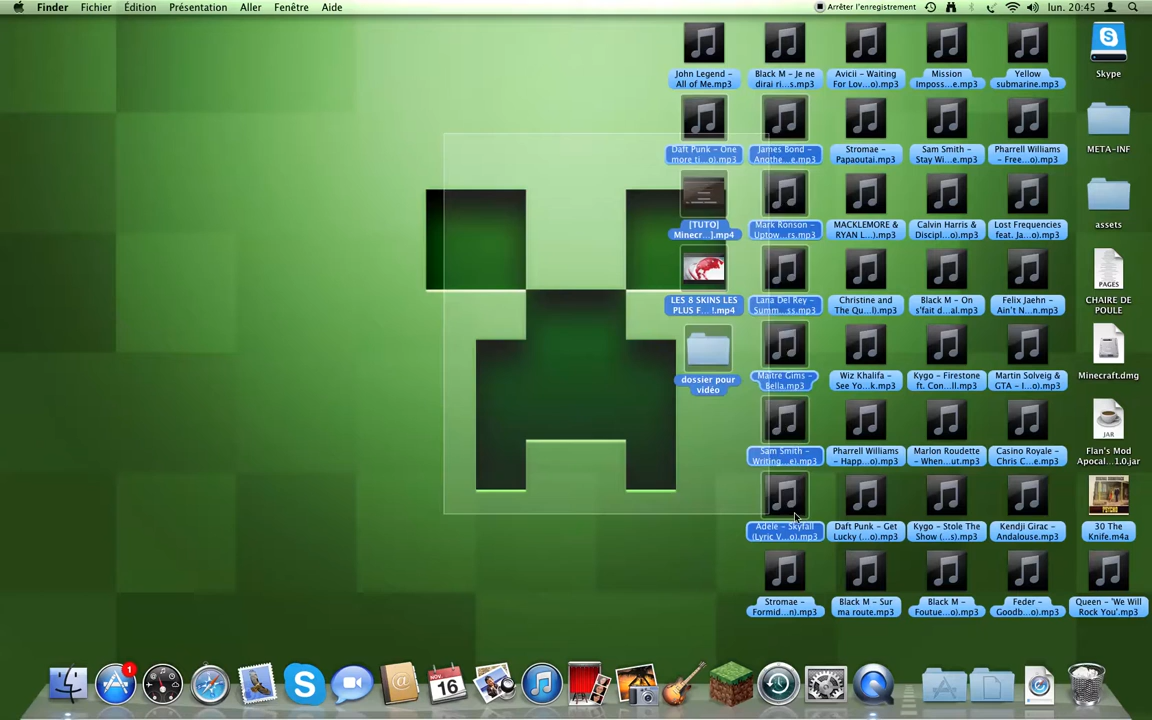 Finder Fichier Édition Présentation Aller Fenêtre Aide Arrêter l'enregistrement lun. 20:45
John Legend –
All of Me.mp3
Black M – Je ne
dirai ri...s.mp3
Avicii – Waiting
For Lov...o).mp3
Mission
Imposs...e.mp3
Yellow
submarine.mp3
Skype
Daft Punk – One
more ti...o).mp3
James Bond –
Anothe...e.mp3
Stromae –
Papaoutai.mp3
Sam Smith –
Stay Wi...e.mp3
Pharrell Williams
– Free...o).mp3
META-INF
[TUTO]
Minecr...].mp4
Mark Ronson –
Uptow...rs.mp3
MACKLEMORE &
RYAN L...).mp3
Calvin Harris &
Discipl...o).mp3
Lost Frequencies
feat. Ja...o).mp3
assets
LES 8 SKINS LES
PLUS F... !.mp4
Lana Del Rey –
Summ...ss.mp3
Christine and
The Qu...l).mp3
Black M – On
s'fait d...al.mp3
Felix Jaehn –
Ain't N...n.mp3
PAGES
CHAIRE DE
POULE
dossier pour
vidéo
Maître Gims –
Bella.mp3
Wiz Khalifa –
See Yo...k.mp3
Kygo – Firestone
ft. Con...ll.mp3
Martin Solveig &
GTA – I...o).mp3
Minecraft.dmg
Sam Smith –
Writing...e).mp3
Pharrell Williams
– Happ...o).mp3
Marlon Roudette
– When...ut.mp3
Casino Royale –
Chris C...e.mp3
JAR
Flan's Mod
Apocal...1.0.jar
Adele – Skyfall
(Lyric V...o).mp3
Daft Punk – Get
Lucky (...o).mp3
Kygo – Stole The
Show (...s).mp3
Kendji Girac –
Andalouse.mp3
PSYCHO
30 The
Knife.m4a
Stromae –
Formid...n).mp3
Black M – Sur
ma route.mp3
Black M –
Foutue...o).mp3
Feder –
Goodb...o).mp3
Queen – 'We Will
Rock You'.mp3
1
NOV.
16